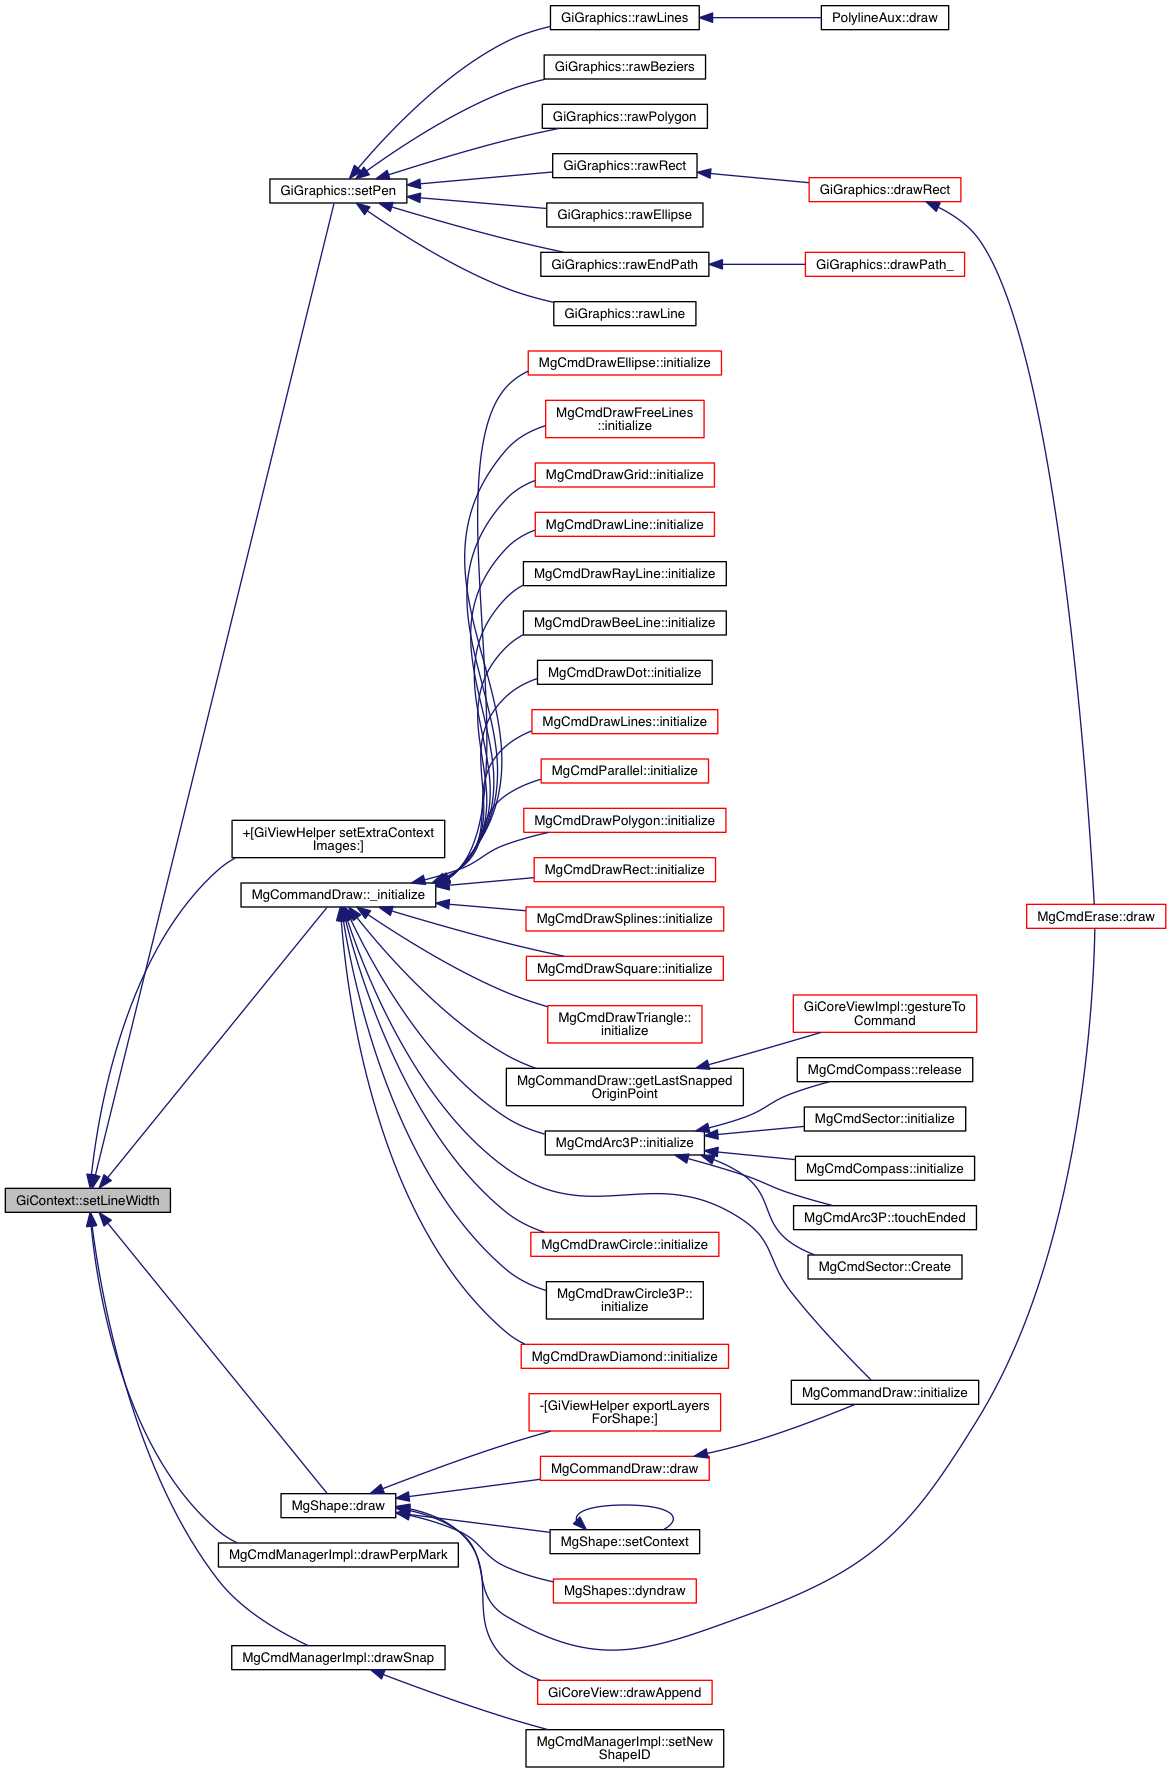 GiGraphics::rawLines
PolylineAux::draw
GiGraphics::rawBeziers
GiGraphics::rawPolygon
GiGraphics::rawRect
GiGraphics::setPen
GiGraphics::drawRect
GiGraphics::rawEllipse
GiGraphics::rawEndPath
GiGraphics::drawPath_
GiGraphics::rawLine
MgCmdDrawEllipse::initialize
MgCmdDrawFreeLines
::initialize
MgCmdDrawGrid::initialize
MgCmdDrawLine::initialize
MgCmdDrawRayLine::initialize
MgCmdDrawBeeLine::initialize
MgCmdDrawDot::initialize
MgCmdDrawLines::initialize
MgCmdParallel::initialize
MgCmdDrawPolygon::initialize
+[GiViewHelper setExtraContext
Images:]
MgCmdDrawRect::initialize
MgCommandDraw::_initialize
MgCmdDrawSplines::initialize
MgCmdErase::draw
MgCmdDrawSquare::initialize
MgCmdDrawTriangle::
initialize
GiCoreViewImpl::gestureTo
Command
MgCommandDraw::getLastSnapped
OriginPoint
MgCmdCompass::release
MgCmdSector::initialize
MgCmdArc3P::initialize
MgCmdCompass::initialize
GiContext::setLineWidth
MgCmdArc3P::touchEnded
MgCmdDrawCircle::initialize
MgCmdSector::Create
MgCmdDrawCircle3P::
initialize
MgCmdDrawDiamond::initialize
MgCommandDraw::initialize
-[GiViewHelper exportLayers
ForShape:]
MgCommandDraw::draw
MgShape::draw
MgShape::setContext
MgCmdManagerImpl::drawPerpMark
MgShapes::dyndraw
MgCmdManagerImpl::drawSnap
GiCoreView::drawAppend
MgCmdManagerImpl::setNew
ShapeID